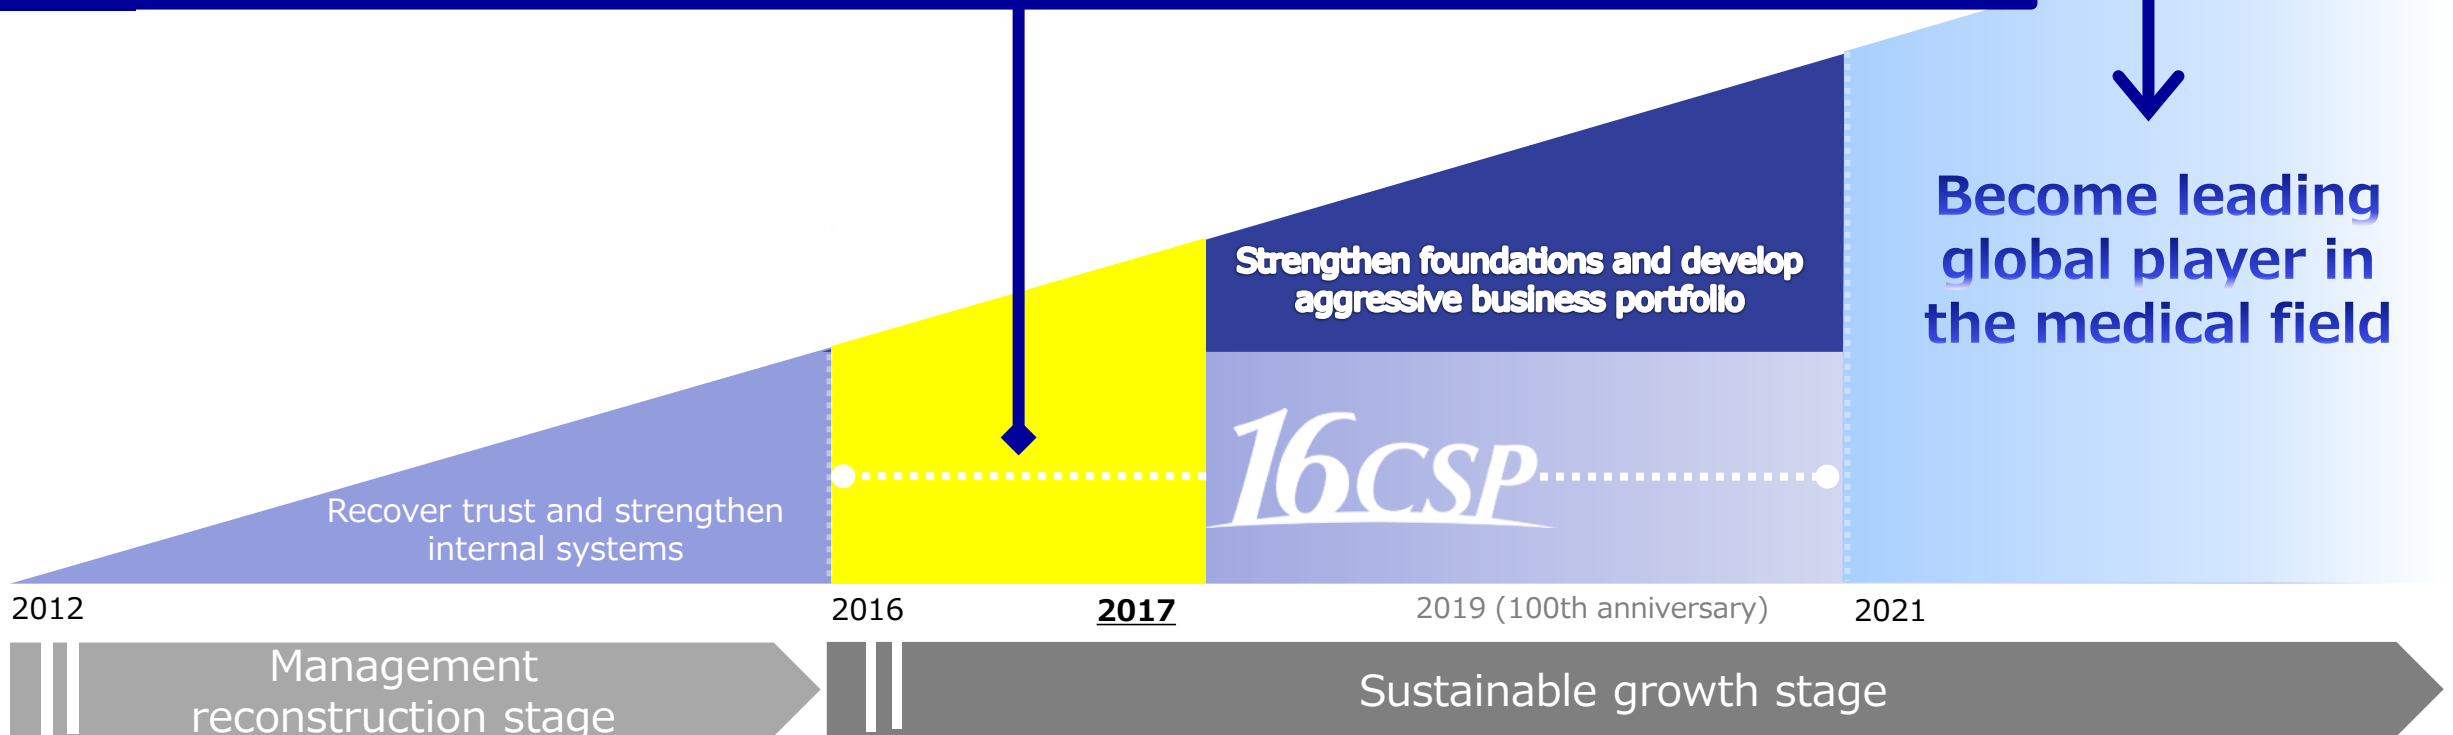 Become leading
global player in
the medical field
Strengthen foundations and develop
aggressive business portfolio
16CSP
Recover trust and strengthen
internal systems
2012
2016
2017
2019 (100th anniversary)
2021
Management
reconstruction stage
Sustainable growth stage